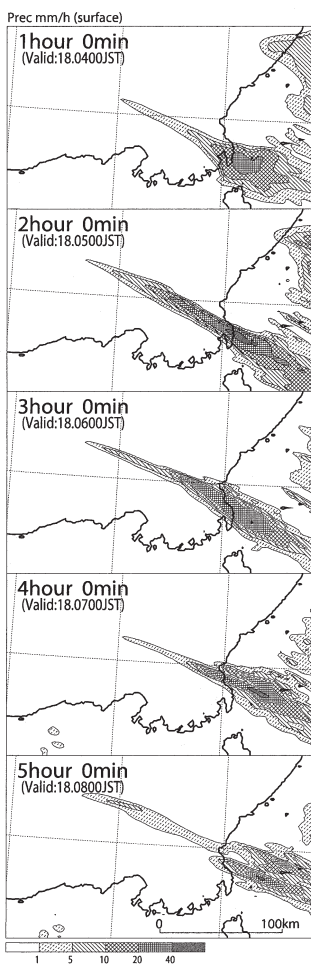 Prec mm/h (surface)
1hour 0min
(Valid:18.0400JST)
2hour 0min
(Valid:18.0500JST)
3hour 0min
(Valid:18.0600JST)
4hour 0min
(Valid:18.0700JST)
5hour 0min
(Valid:18.0800JST)
0 100km
1 5 10 20 40